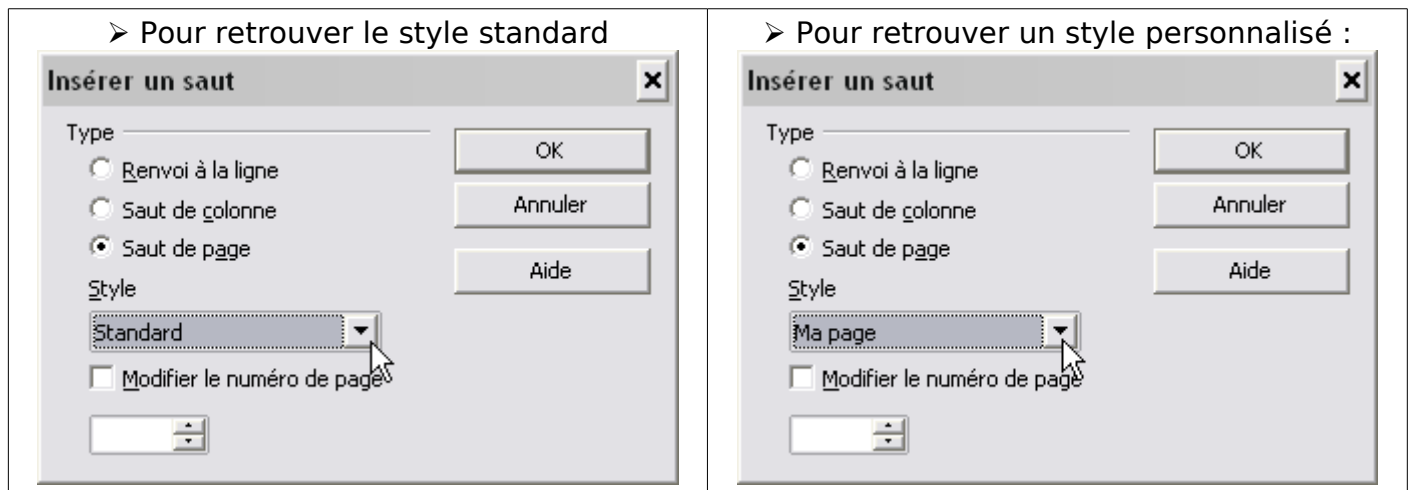 ➢ Pour retrouver le style standard
Insérer un saut
Type
Renvoi à la ligne
Saut de colonne
Saut de page
Style
Standard
Modifier le numéro de page
OK
Annuler
Aide
➢ Pour retrouver un style personnalisé :
Insérer un saut
Type
Renvoi à la ligne
Saut de colonne
Saut de page
Style
Ma page
Modifier le numéro de page
OK
Annuler
Aide